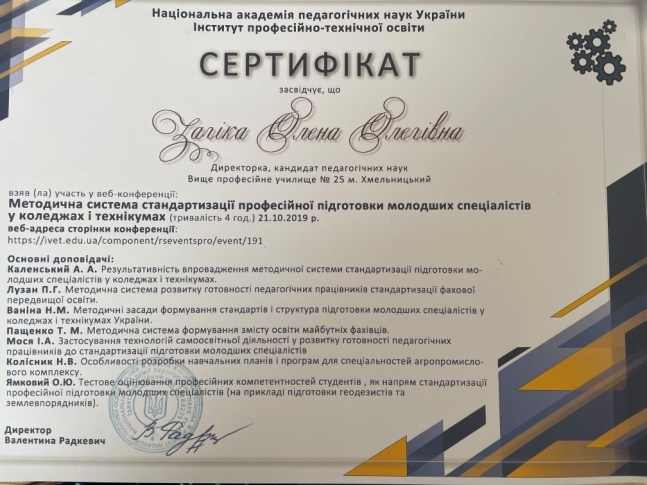 Національна академія педагогічних наук України
Інститут професійно-технічної освіти
СЕРТИФІКАТ
засвідчує, що
Загіка Олена Олегівна
Директорка, кандидат педагогічних наук
Вище професійне училище № 25 м. Хмельницький
взяв (ла) участь у веб-конференції:
Методична система стандартизації професійної підготовки молодших спеціалістів
у коледжах і технікумах (тривалість 4 год.) 21.10.2019 р.
веб-адреса сторінки конференції:
https://ivet.edu.ua/component/rseventspro/event/191
Основні доповідачі:
Каленський А. А. Результативність впровадження методичної системи стандартизації підготовки мо-
лодших спеціалістів у коледжах і технікумах.
Лузан П.Г. Методична система розвитку готовності педагогічних працівників стандартизації фахової
передвищої освіти.
Ваніна Н.М. Методичні засади формування стандартів і структура підготовки молодших спеціалістів у
коледжах і технікумах України.
Пащенко Т. М. Методична система формування змісту освіти майбутніх фахівців.
Мося І.А. Застосування технологій самоосвітньої діяльності у розвитку готовності педагогічних
працівників до стандартизації підготовки молодших спеціалістів
Колісник Н.В. Особливості розробки навчальних планів і програм для спеціальностей агропромисло-
вого комплексу.
Ямковий О.Ю. Тестове оцінювання професійних компетентностей студентів , як напрям стандартизації
професійної підготовки молодших спеціалістів (на прикладі підготовки геодезистів та
землевпорядників).
Директор
Валентина Радкевич